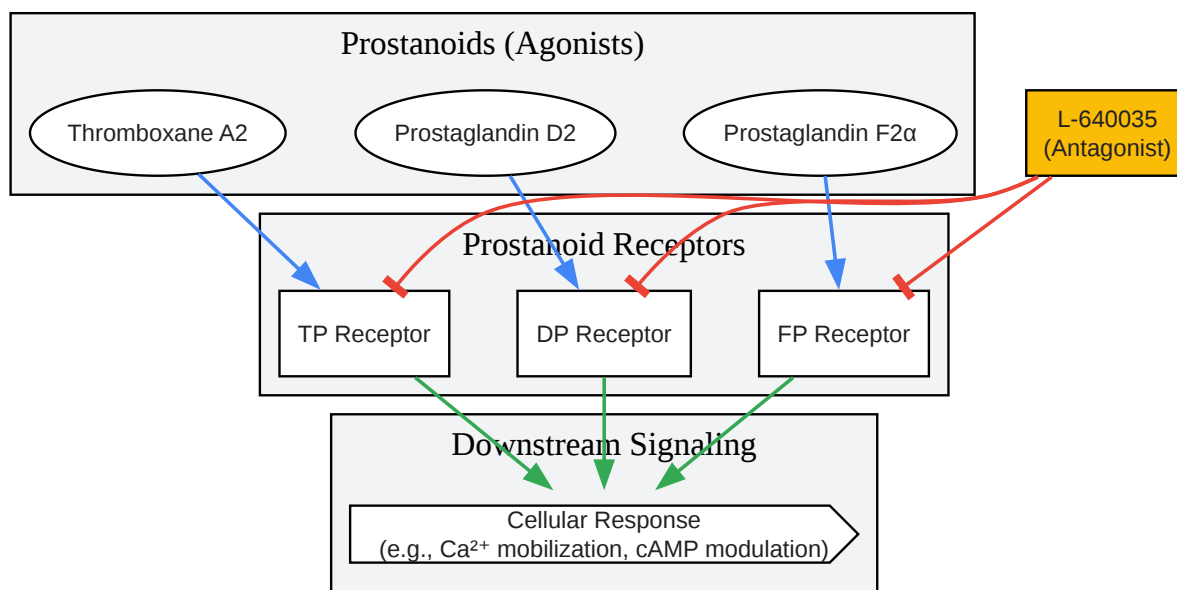 Prostanoids (Agonists)
Thromboxane A2
Prostaglandin D2
Prostaglandin F2α
L-640035
(Antagonist)
Prostanoid Receptors
TP Receptor
DP Receptor
FP Receptor
Downstream Signaling
Cellular Response
(e.g., Ca²⁺ mobilization, cAMP modulation)